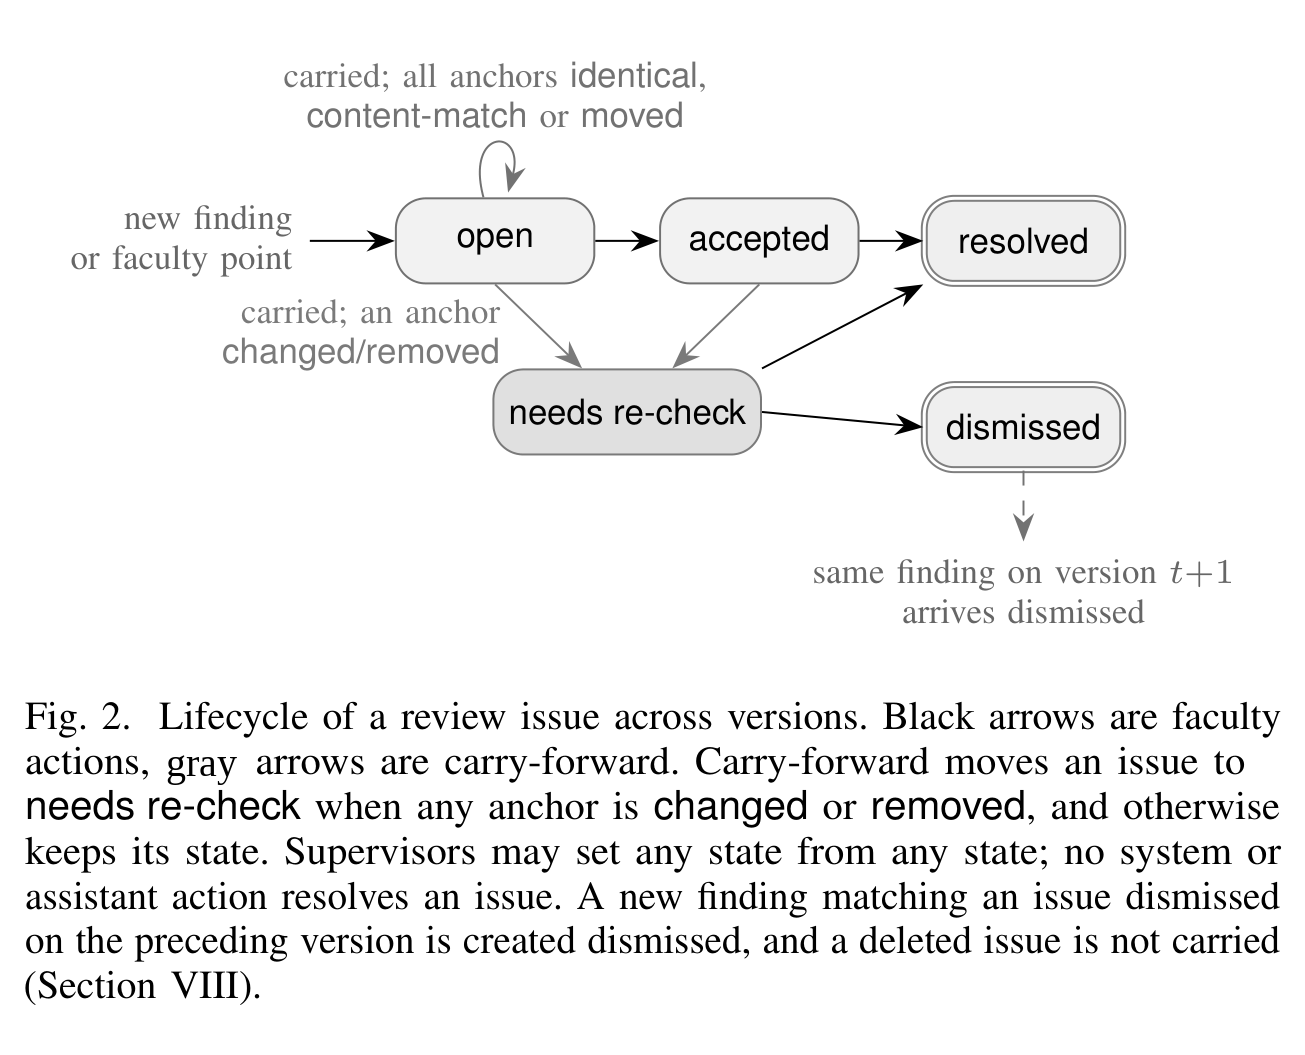 carried; all anchors identical,
content-match or moved
new finding
or faculty point
open
accepted
resolved
carried; an anchor
changed/removed
needs re-check
dismissed
same finding on version t+1
arrives dismissed
Fig. 2. Lifecycle of a review issue across versions. Black arrows are faculty
actions, gray arrows are carry-forward. Carry-forward moves an issue to
needs re-check when any anchor is changed or removed, and otherwise
keeps its state. Supervisors may set any state from any state; no system or
assistant action resolves an issue. A new finding matching an issue dismissed
on the preceding version is created dismissed, and a deleted issue is not carried
(Section VIII).